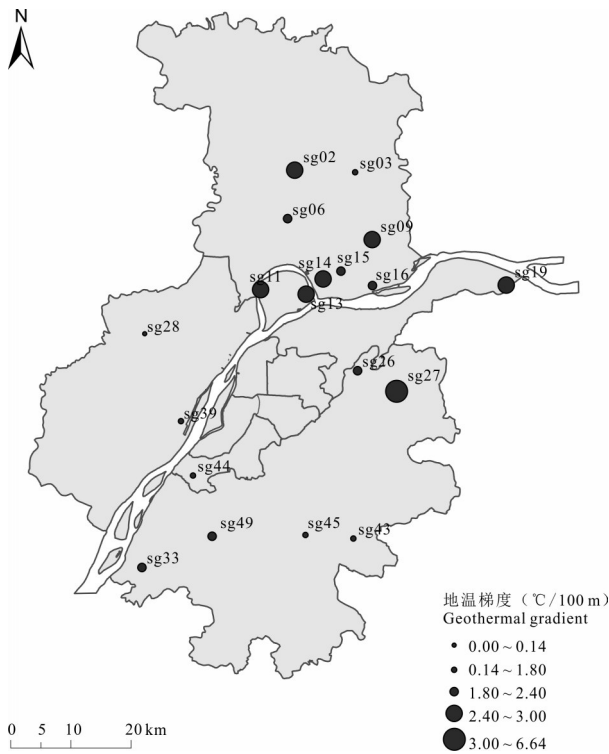 N
sg02
sg03
sg06
sg09
sg15
sg14
sg11
sg16
sg19
sg13
sg28
sg26
sg27
sg39
sg44
sg49
sg45
sg43
sg33
地温梯度（℃/100 m）
Geothermal gradient
0.00～0.14
0.14～1.80
1.80～2.40
2.40～3.00
3.00～6.64
0 5 10 20 km